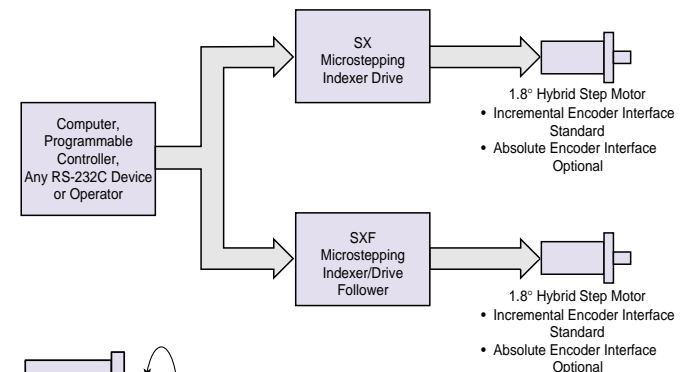 SX
Microstepping
Indexer Drive
1.8° Hybrid Step Motor
• Incremental Encoder Interface
Standard
• Absolute Encoder Interface
Optional
Computer,
Programmable
Controller,
Any RS-232C Device
or Operator
SXF
Microstepping
Indexer/Drive
Follower
1.8° Hybrid Step Motor
• Incremental Encoder Interface
Standard
• Absolute Encoder Interface
Optional